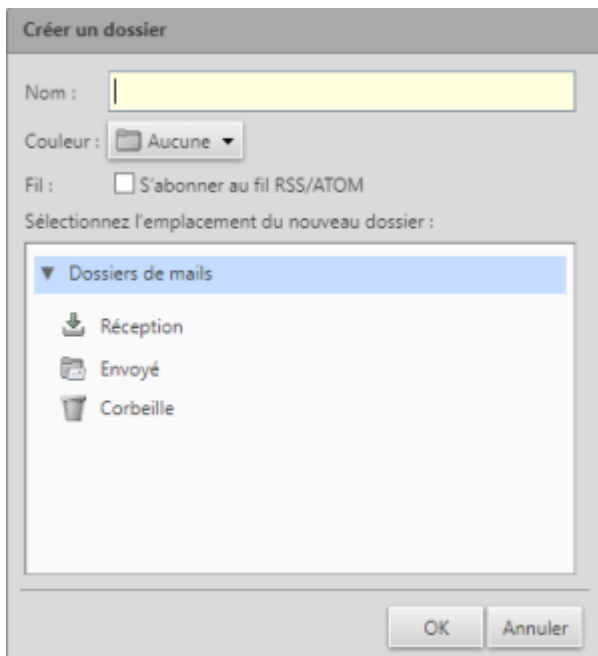 Créer un dossier
Nom :
Couleur : Aucune
Fil : S'abonner au fil RSS/ATOM
Sélectionnez l'emplacement du nouveau dossier :
Dossiers de mails
Réception
Envoyé
Corbeille
OK Annuler